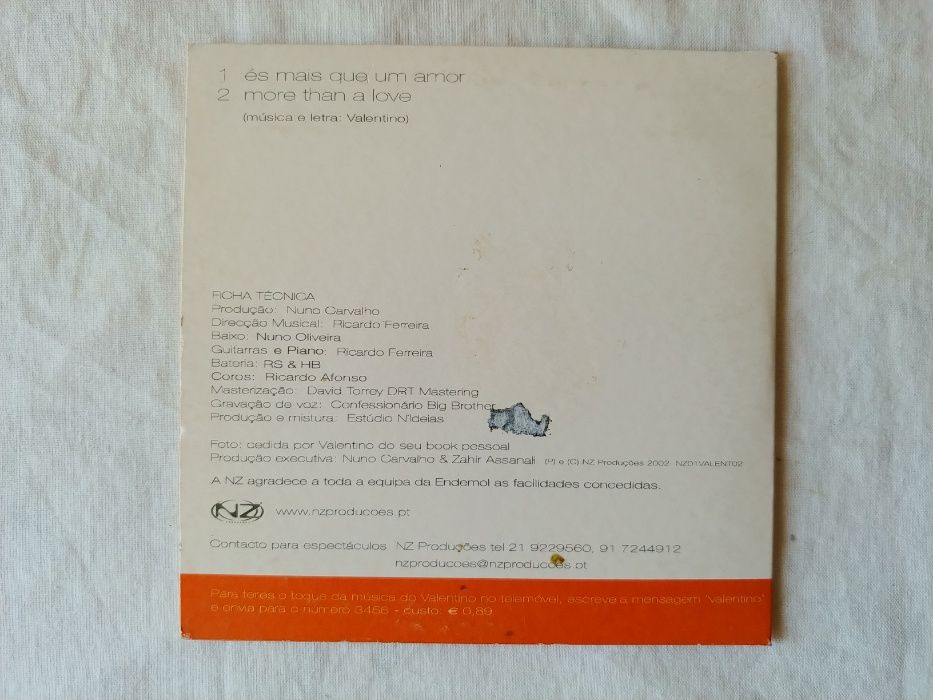 1 és mais que um amor
2 more than a love
(música e letra: Valentino)
FICHA TÉCNICA
Produção: Nuno Carvalho
Direcção Musical: Ricardo Ferreira
Baixo: Nuno Oliveira
Guitarras e Piano: Ricardo Ferreira
Bateria: RS & HB
Coros: Ricardo Afonso
Masterização: David Torrey DRT Mastering
Gravação de voz: Confessionário Big Brother
Produção e mistura: Estúdio N'Ideias
Foto: cedida por Valentino do seu book pessoal
Produção executiva: Nuno Carvalho & Zahir Assanali (P) e (C) NZ Produções 2002 NZ01VALENT02
A NZ agradece a toda a equipa da Endemol as facilidades concedidas.
NZ www.nzproducoes.pt
Contacto para espectáculos NZ Produções tel 21 9229560, 91 7244912
nzproducoes@nzproducoes.pt
Para teres o toque da música do Valentino no telemóvel, escreve a mensagem 'valentino'
e envia para o número 3456 - custo: € 0,89